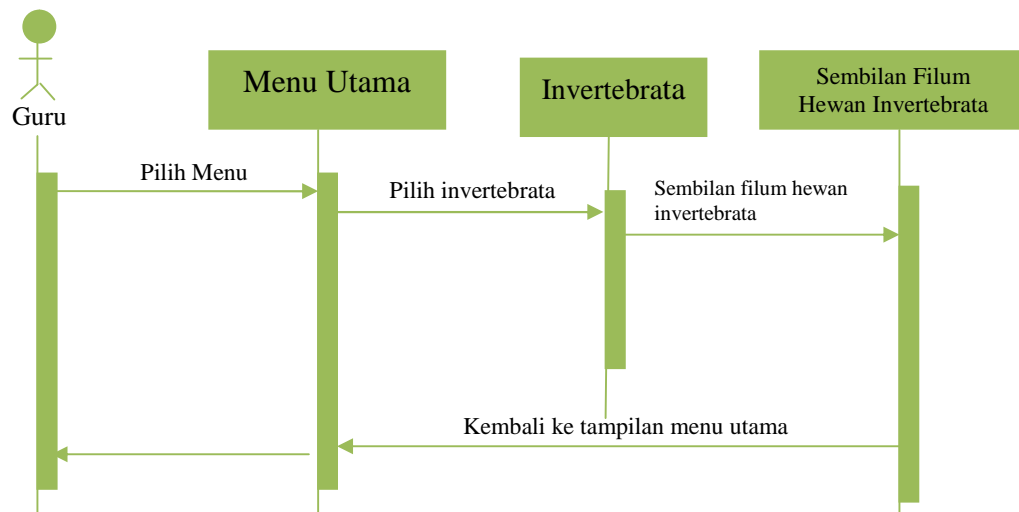 Guru
Menu Utama
Invertebrata
Sembilan Filum
Hewan Invertebrata
Pilih Menu
Pilih invertebrata
Sembilan filum hewan
invertebrata
Kembali ke tampilan menu utama